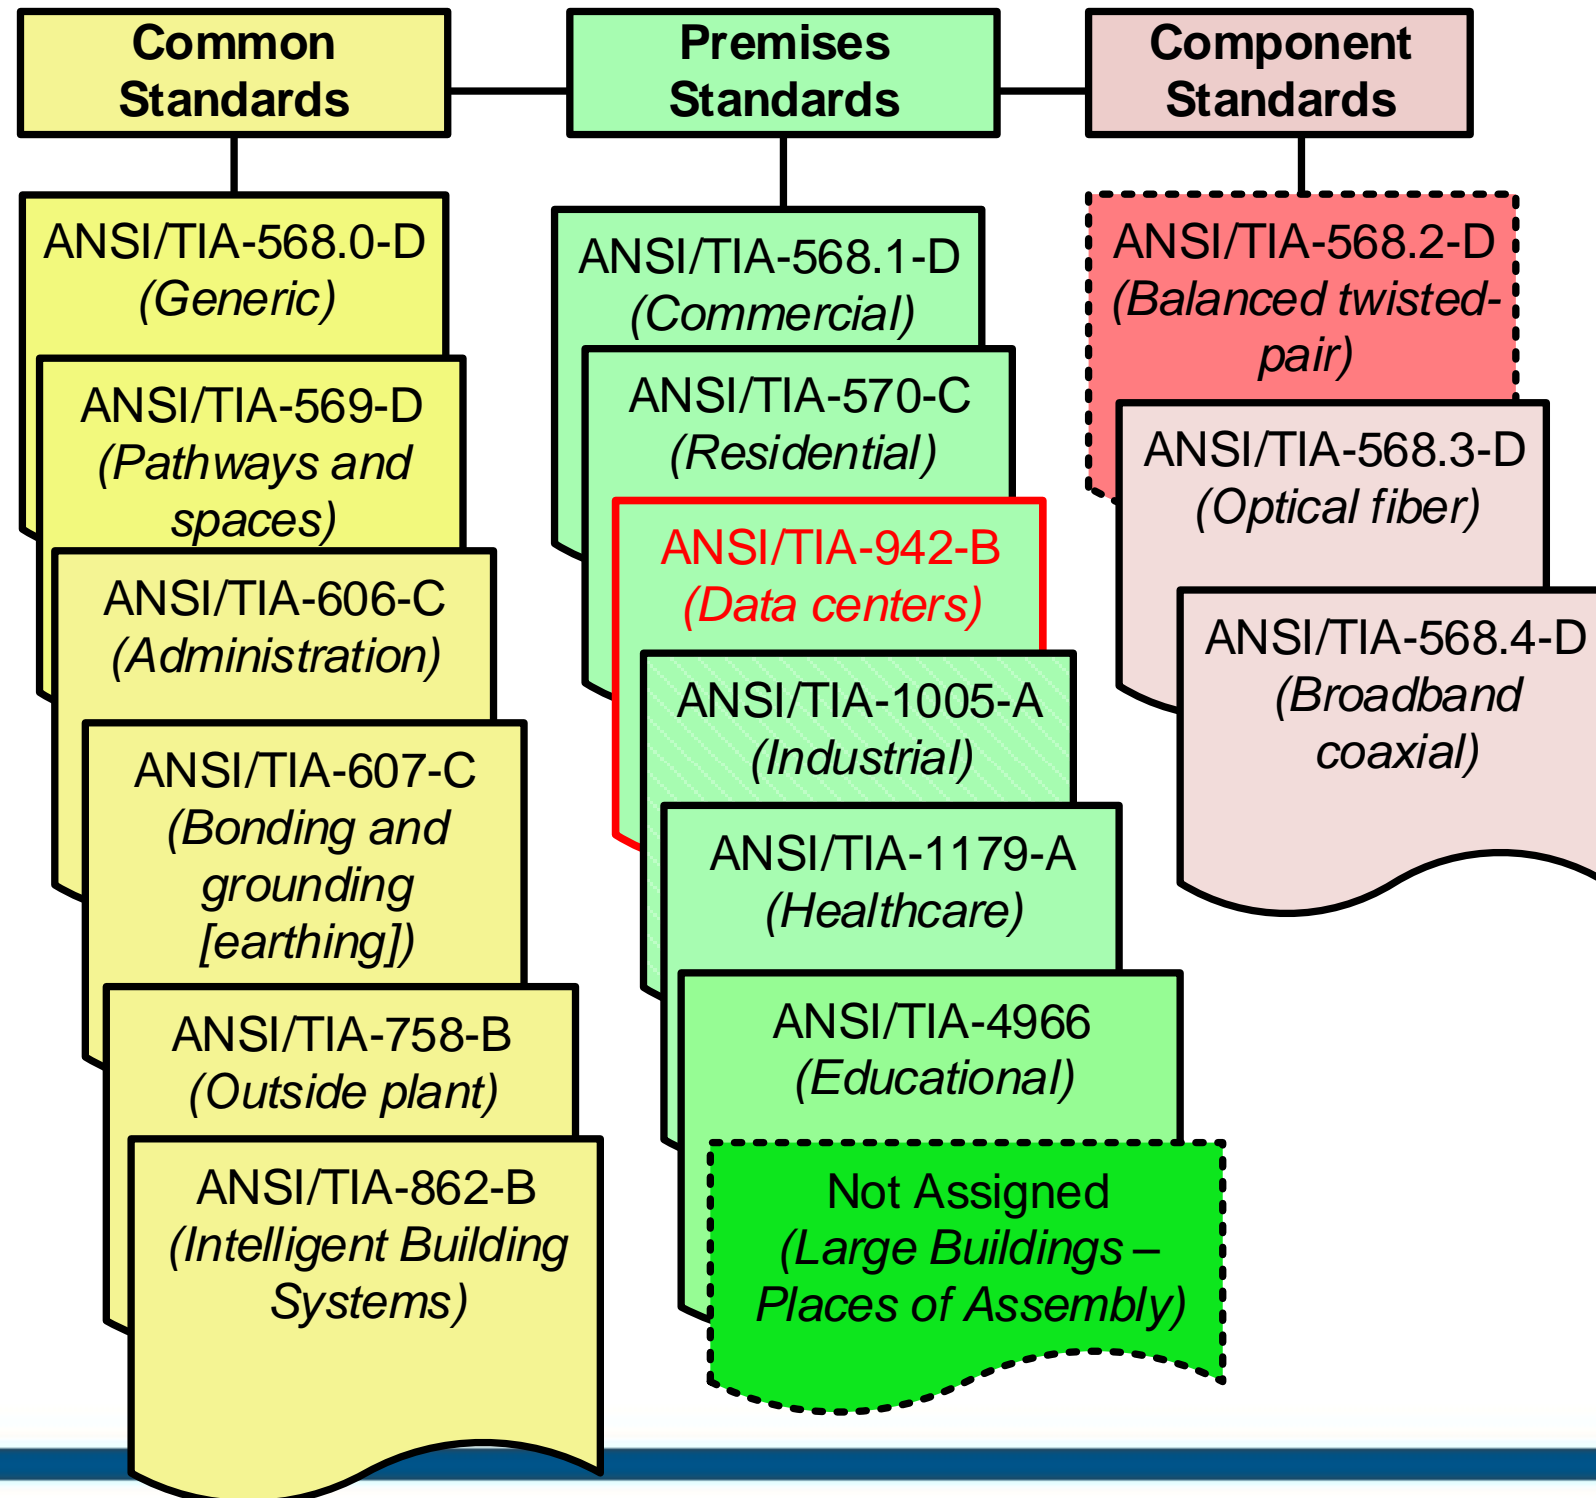 Common
Standards
Premises
Standards
Component
Standards
ANSI/TIA-568.0-D
(Generic)
ANSI/TIA-569-D
(Pathways and
spaces)
ANSI/TIA-606-C
(Administration)
ANSI/TIA-607-C
(Bonding and
grounding
[earthing])
ANSI/TIA-758-B
(Outside plant)
ANSI/TIA-862-B
(Intelligent Building
Systems)
ANSI/TIA-568.1-D
(Commercial)
ANSI/TIA-570-C
(Residential)
ANSI/TIA-942-B
(Data centers)
ANSI/TIA-1005-A
(Industrial)
ANSI/TIA-1179-A
(Healthcare)
ANSI/TIA-4966
(Educational)
Not Assigned
(Large Buildings –
Places of Assembly)
ANSI/TIA-568.2-D
(Balanced twisted-
pair)
ANSI/TIA-568.3-D
(Optical fiber)
ANSI/TIA-568.4-D
(Broadband
coaxial)